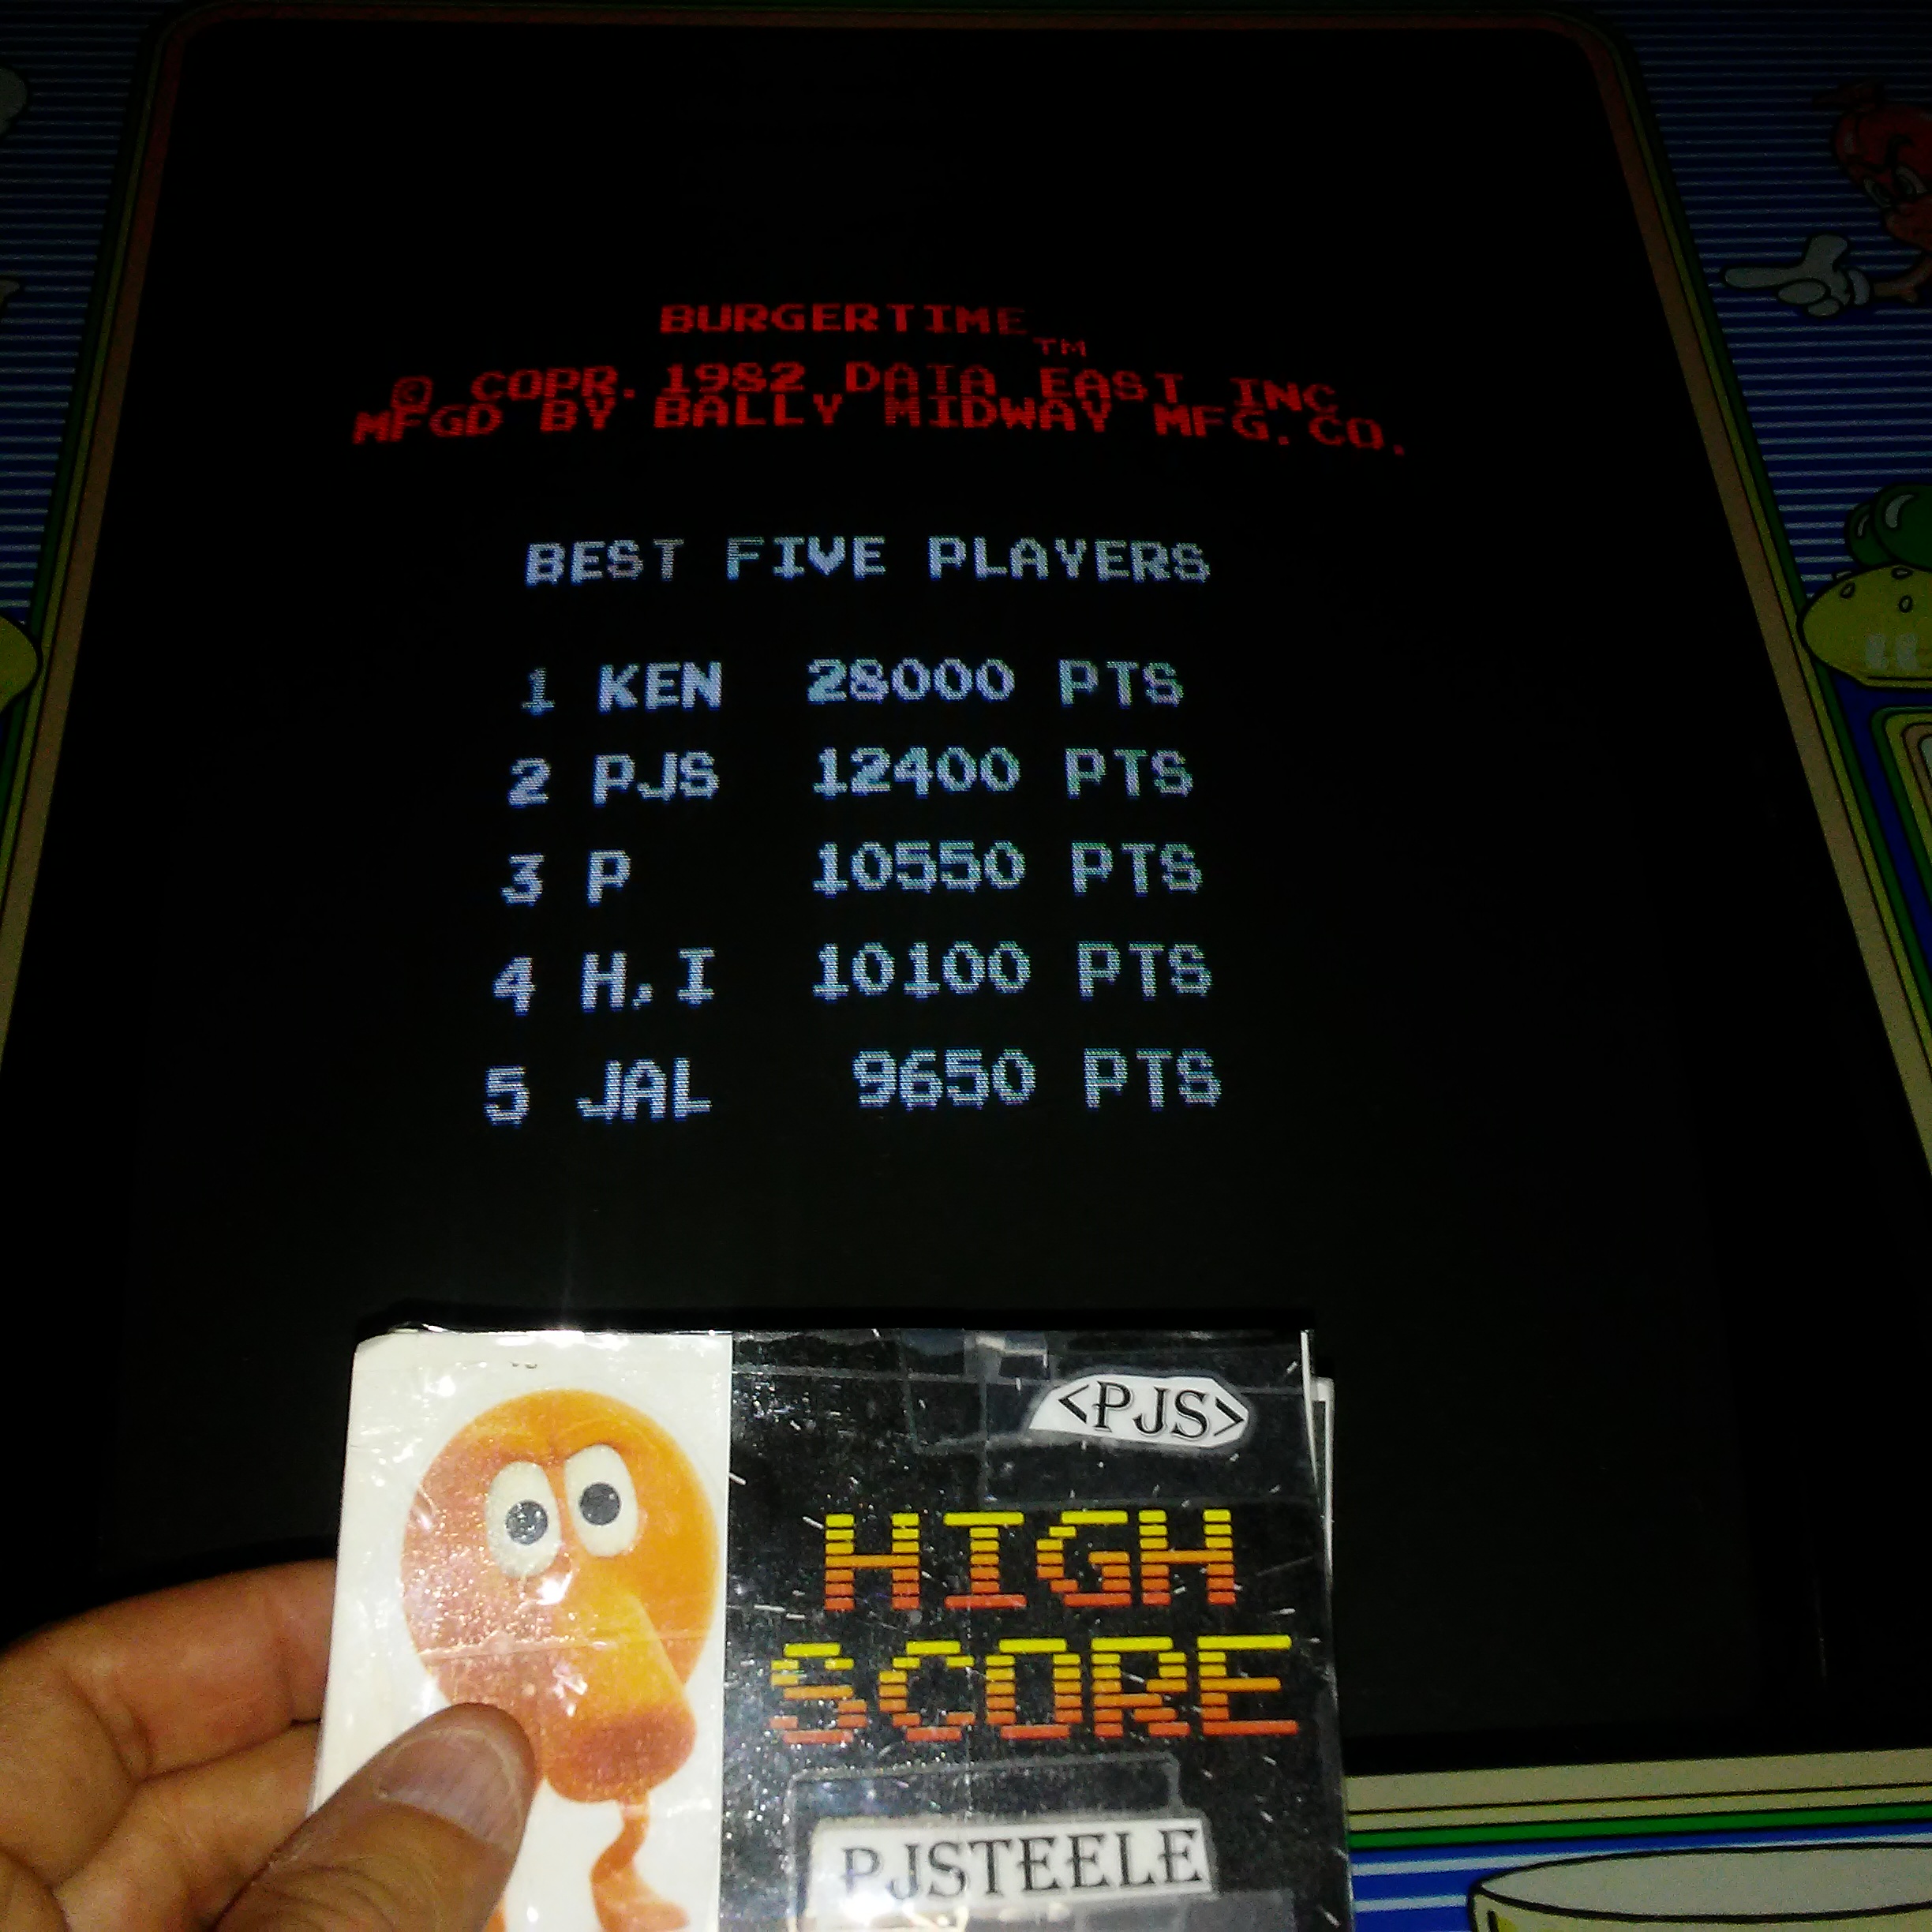 BURGERTIME TM
© COPR. 1982 DATA EAST INC
MFGD BY BALLY MIDWAY MFG. CO.
BEST FIVE PLAYERS
1 KEN 28000 PTS
2 PJS 12400 PTS
3 P 10550 PTS
4 H,I 10100 PTS
5 JAL 9650 PTS
<PJS>
HIGH
SCORE
PJSTEELE